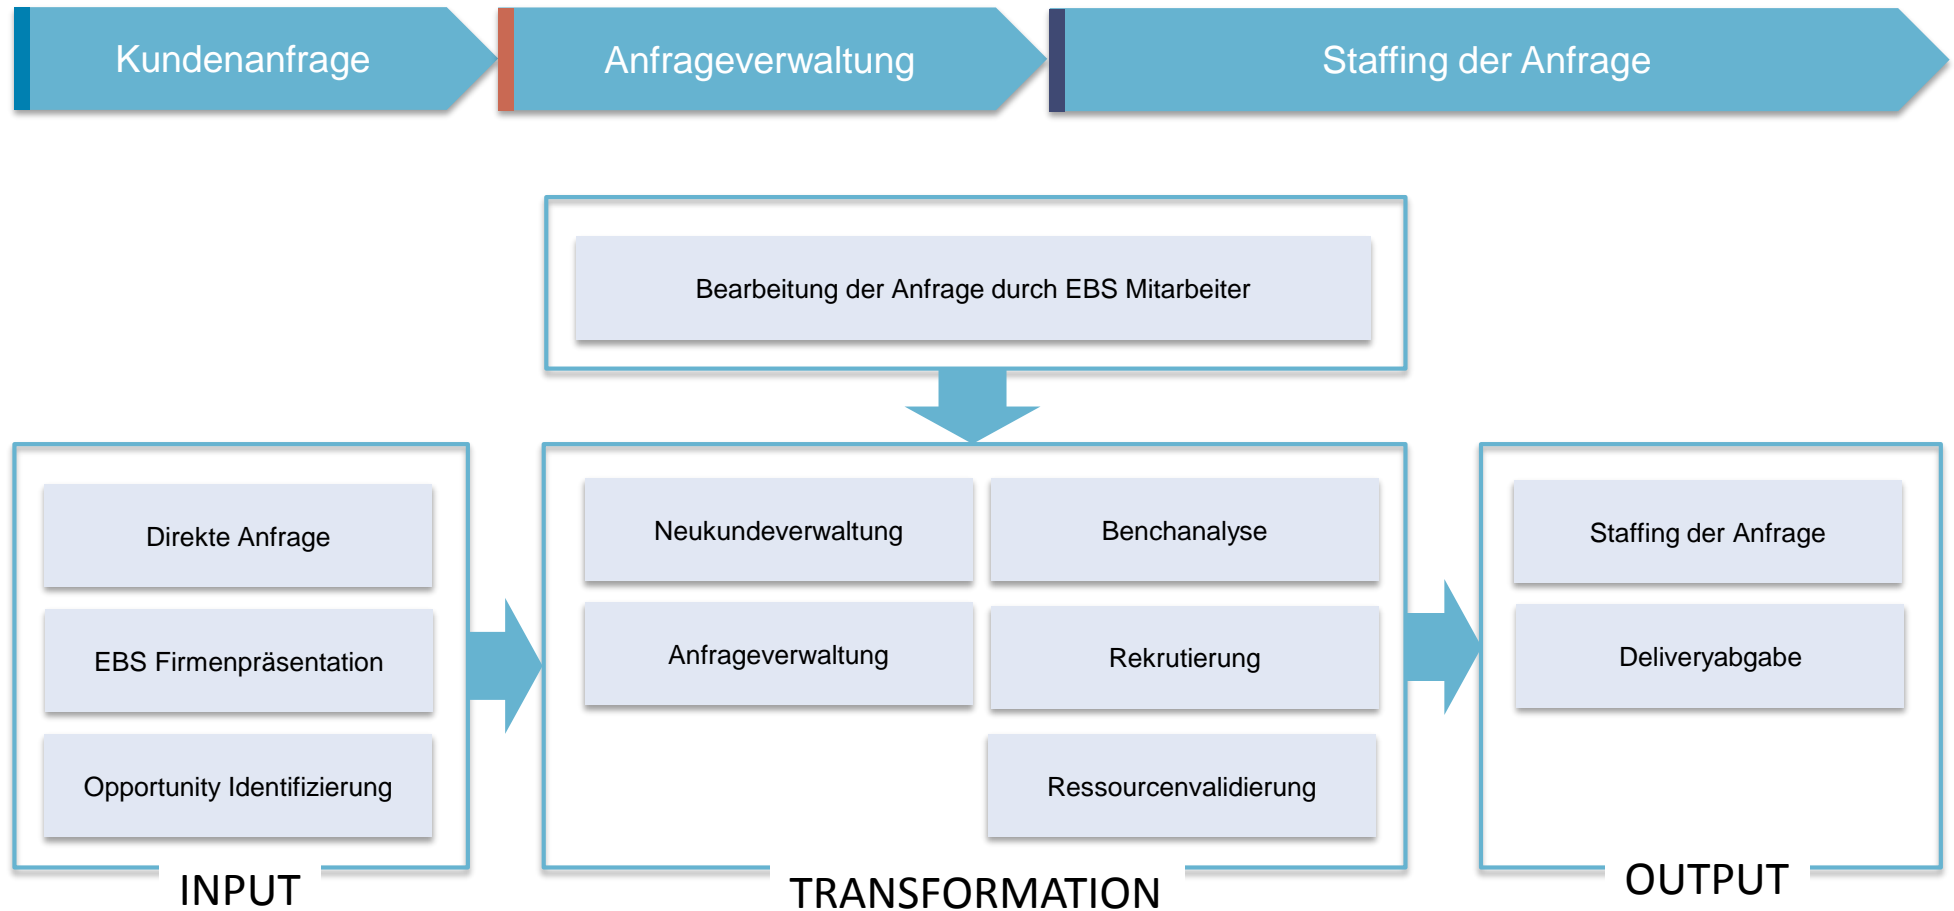 Kundenanfrage
Anfrageverwaltung
Staffing der Anfrage
Bearbeitung der Anfrage durch EBS Mitarbeiter
Direkte Anfrage
EBS Firmenpräsentation
Opportunity Identifizierung
INPUT
Neukundeverwaltung
Benchanalyse
Anfrageverwaltung
Rekrutierung
Ressourcenvalidierung
TRANSFORMATION
Staffing der Anfrage
Deliveryabgabe
OUTPUT